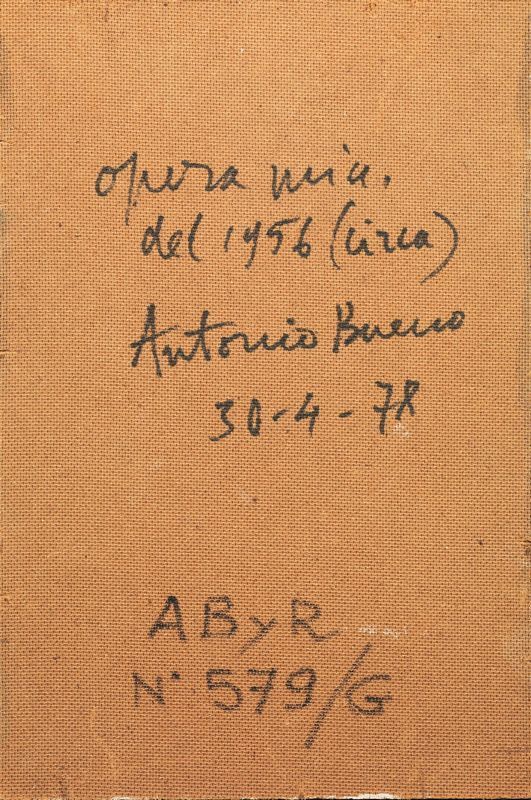 opera mia.
del 1956 (circa)
Antonio Bueno
30-4-78
AByR
N° 579/G